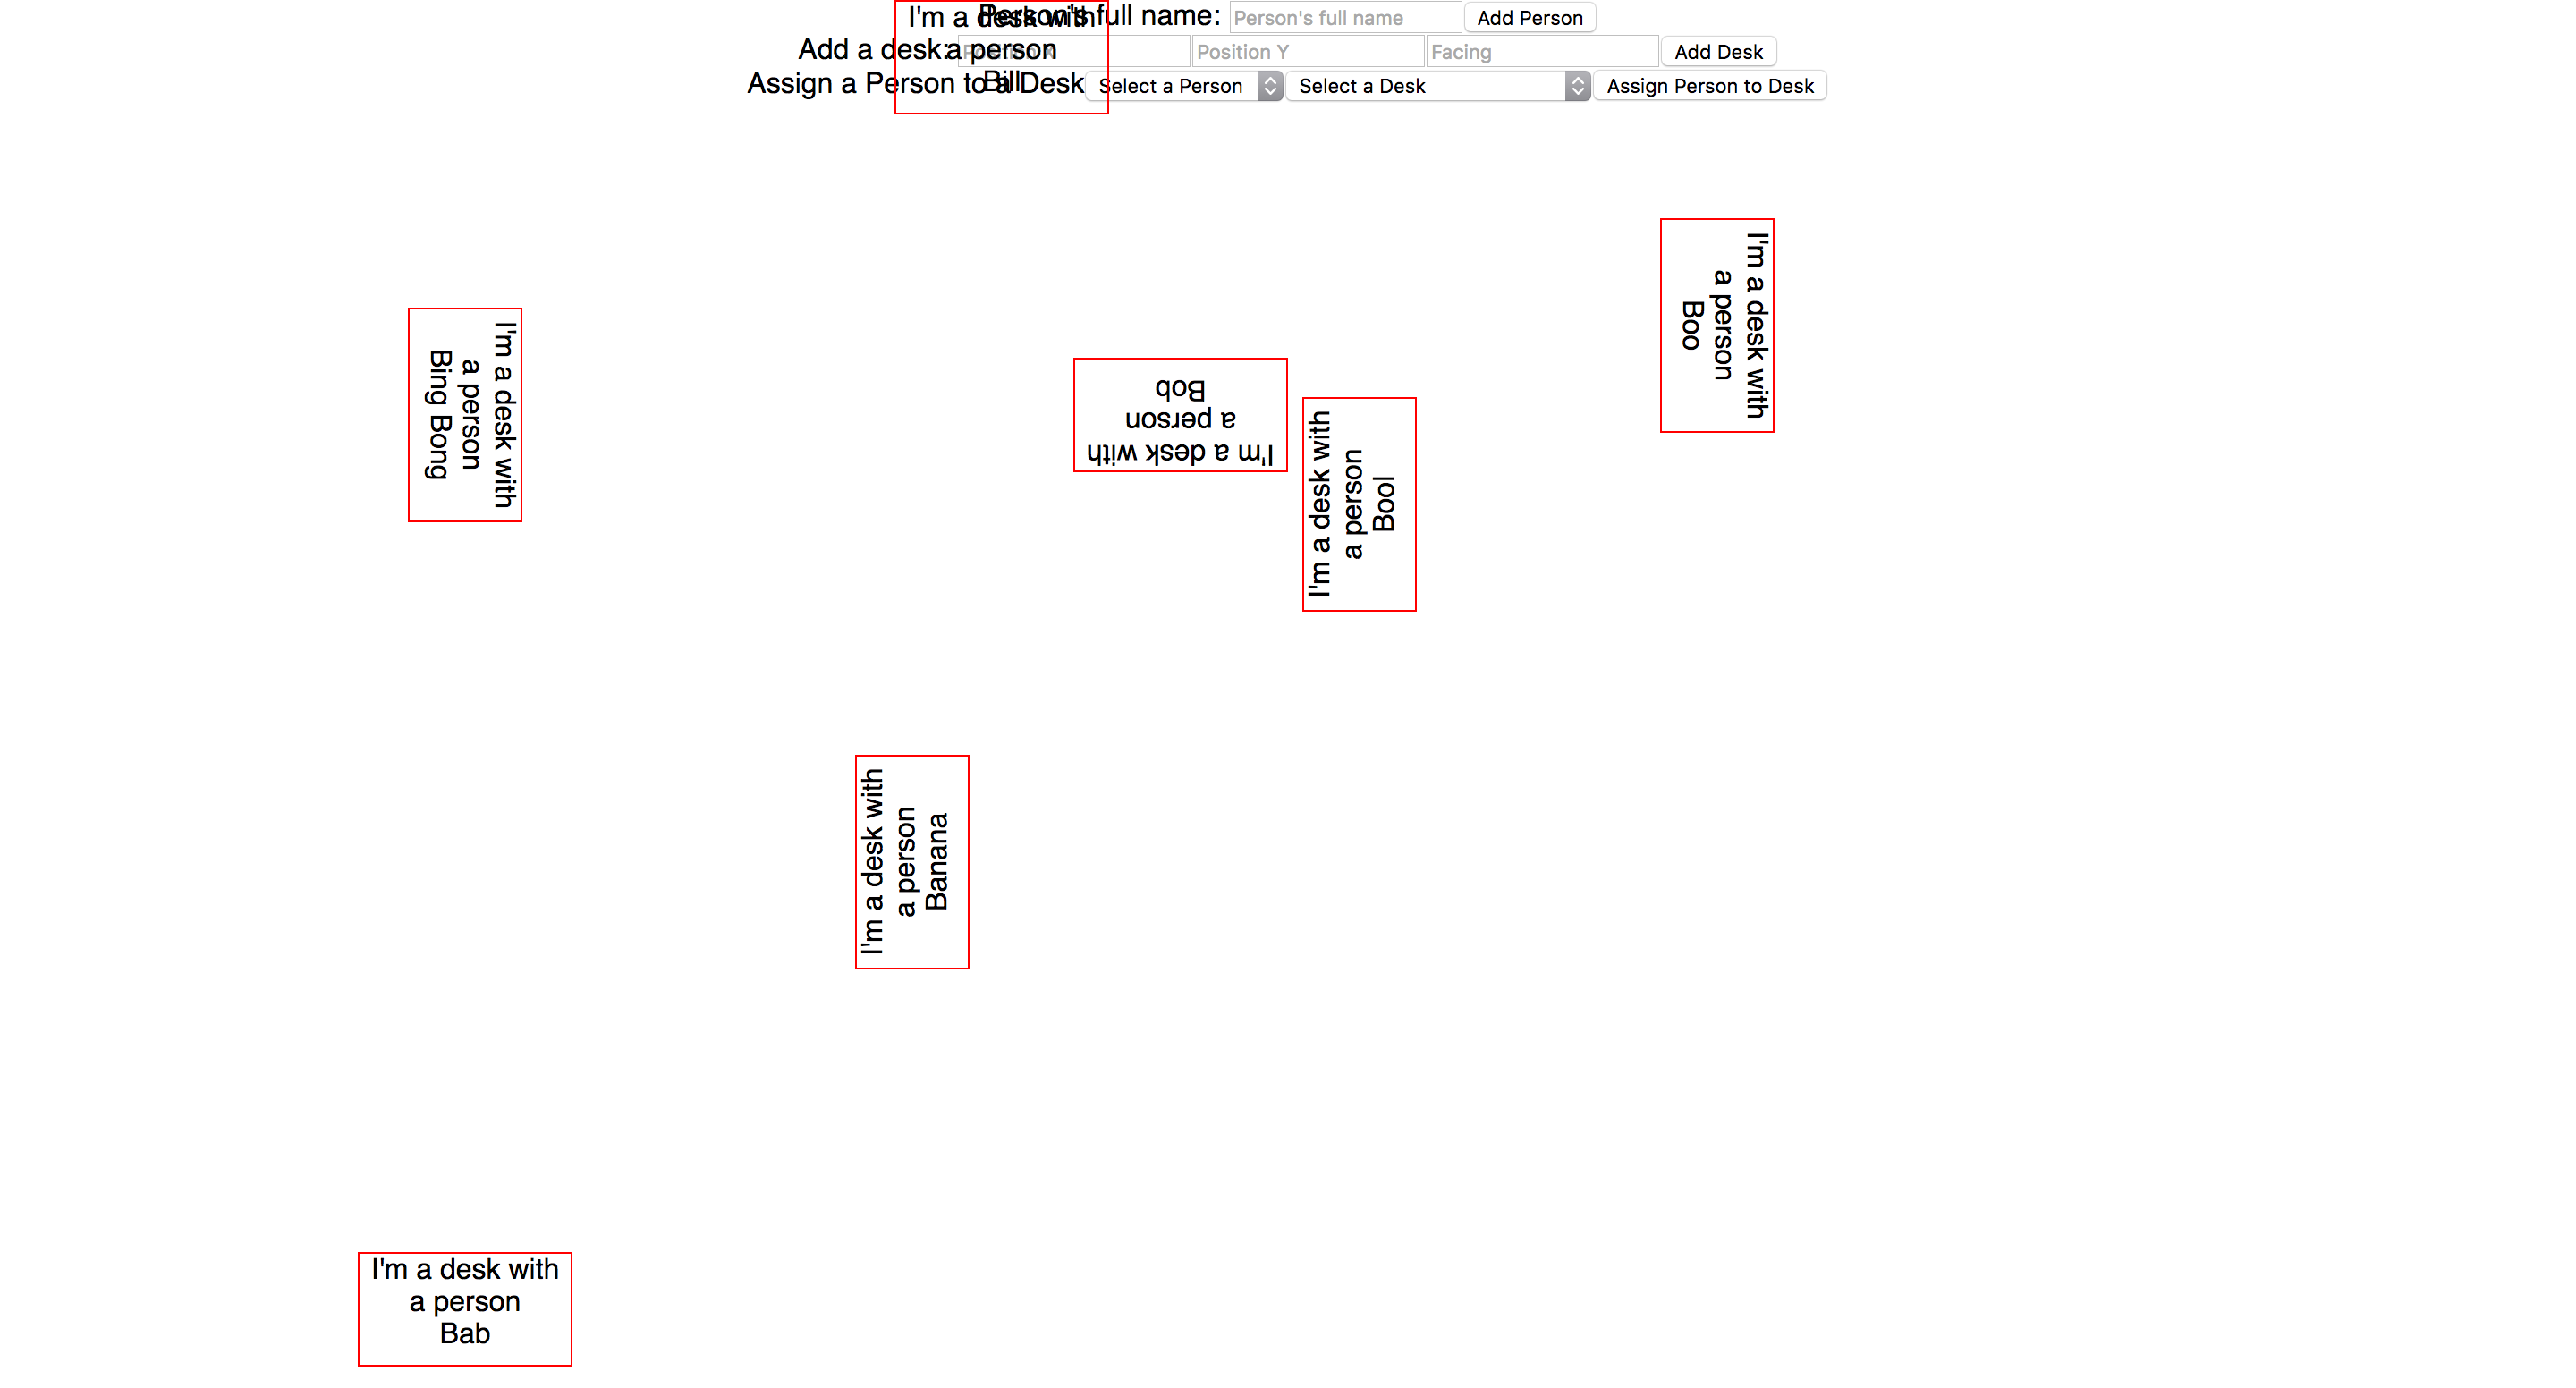 Person's full name: Person's full name Add Person
Add a desk: Position X Position Y Facing Add Desk
Assign a Person to a Desk Select a Person Select a Desk Assign Person to Desk
I'm a desk with
a person
Bill
I'm a desk with
a person
Boo
I'm a desk with
a person
Bing Bong
I'm a desk with
a person
Bob
I'm a desk with
a person
Bool
I'm a desk with
a person
Banana
I'm a desk with
a person
Bab